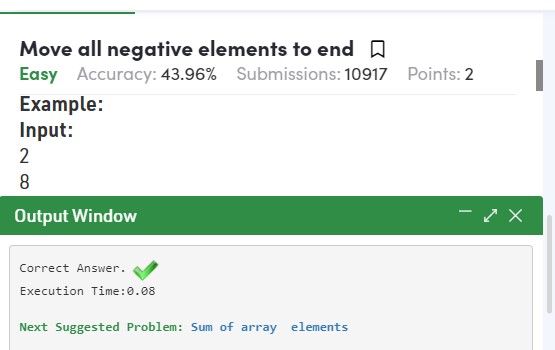 Move all negative elements to end
Easy Accuracy: 43.96% Submissions: 10917 Points: 2
Example:
Input:
2
8
Output Window
Correct Answer.
Execution Time:0.08
Next Suggested Problem: Sum of array elements